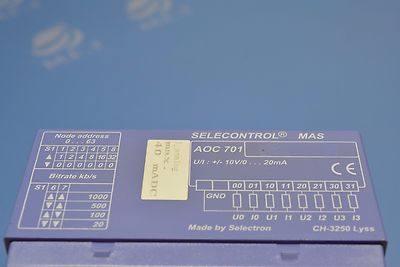 SELECONTROL® MAS
AOC 701
U/I : +/- 10V/0 ... 20mA
CE
Node address
0 ... 63
S1 1 2 3 4 5 8
▲ 1 2 4 8 16 32
▼ 0 0 0 0 0 0
Bitrate kb/s
S1 6 7
1000
500
100
20
40 mADC
00 01 10 11 20 21 30 31
GND
U0 I0 U1 I1 U2 I2 U3 I3
Made by Selectron
CH-3250 Lyss